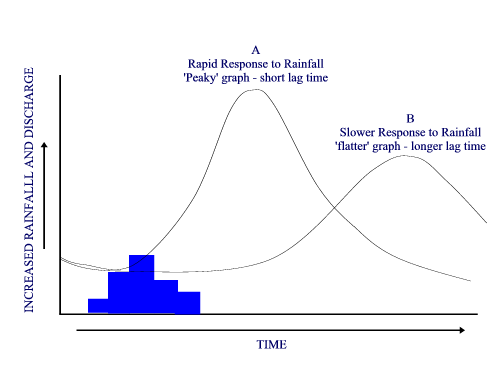 A
Rapid Response to Rainfall
'Peaky' graph - short lag time
B
Slower Response to Rainfall
'flatter' graph - longer lag time
INCREASED RAINFALLL AND DISCHARGE
TIME